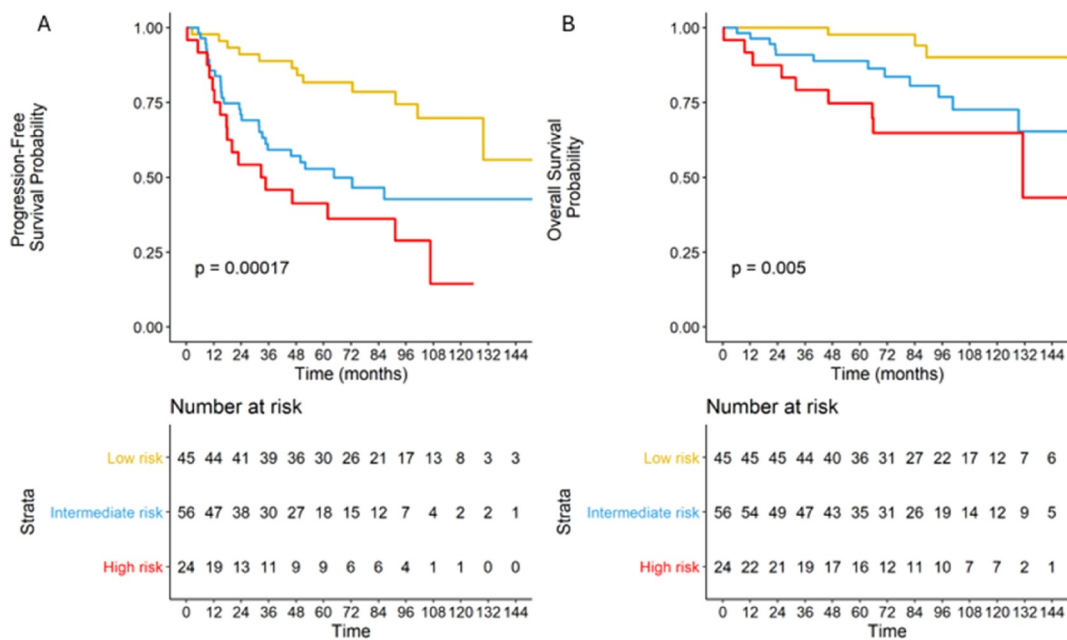 A
Progression-Free
Survival Probability
1.00
0.75
0.50
0.25
0.00
p = 0.00017
0 12 24 36 48 60 72 84 96 108 120 132 144
Time (months)
Number at risk
Strata
Low risk 45 44 41 39 36 30 26 21 17 13 8 3 3
Intermediate risk 56 47 38 30 27 18 15 12 7 4 2 2 1
High risk 24 19 13 11 9 9 6 6 4 1 1 0 0
0 12 24 36 48 60 72 84 96 108 120 132 144
Time
B
Overall Survival
Probability
1.00
0.75
0.50
0.25
0.00
p = 0.005
0 12 24 36 48 60 72 84 96 108 120 132 144
Time (months)
Number at risk
Strata
Low risk 45 45 45 44 40 36 31 27 22 17 12 7 6
Intermediate risk 56 54 49 47 43 35 31 26 19 14 12 9 5
High risk 24 22 21 19 17 16 12 11 10 7 7 2 1
0 12 24 36 48 60 72 84 96 108 120 132 144
Time